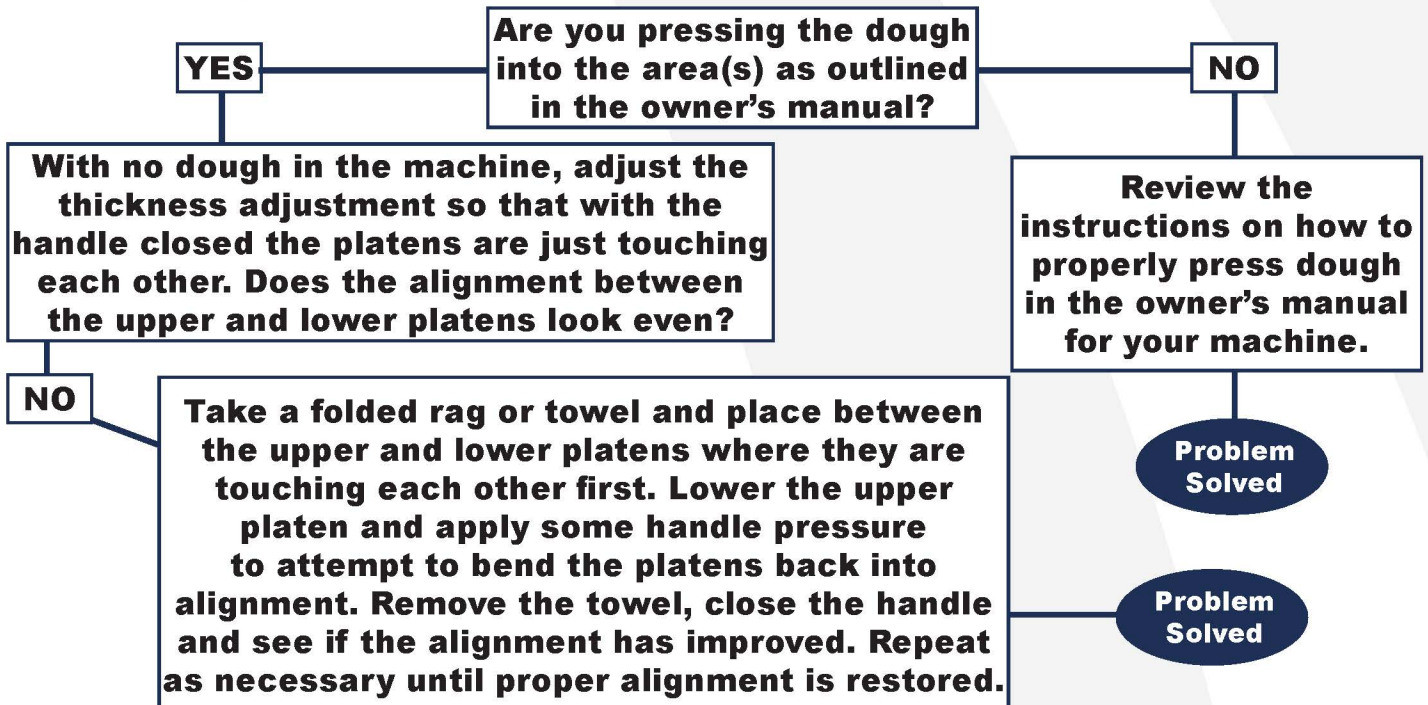 Are you pressing the dough
into the area(s) as outlined
in the owner's manual?
YES
NO
With no dough in the machine, adjust the
thickness adjustment so that with the
handle closed the platens are just touching
each other. Does the alignment between
the upper and lower platens look even?
Review the
instructions on how to
properly press dough
in the owner's manual
for your machine.
NO
Take a folded rag or towel and place between
the upper and lower platens where they are
touching each other first. Lower the upper
platen and apply some handle pressure
to attempt to bend the platens back into
alignment. Remove the towel, close the handle
and see if the alignment has improved. Repeat
as necessary until proper alignment is restored.
Problem
Solved
Problem
Solved